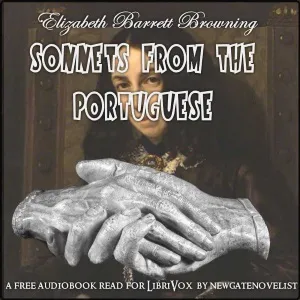 Elizabeth Barrett Browning
SONNETS FROM THE
PORTUGUESE
A FREE AUDIOBOOK READ FOR LIBRIVOX BY NEWGATENOVELIST